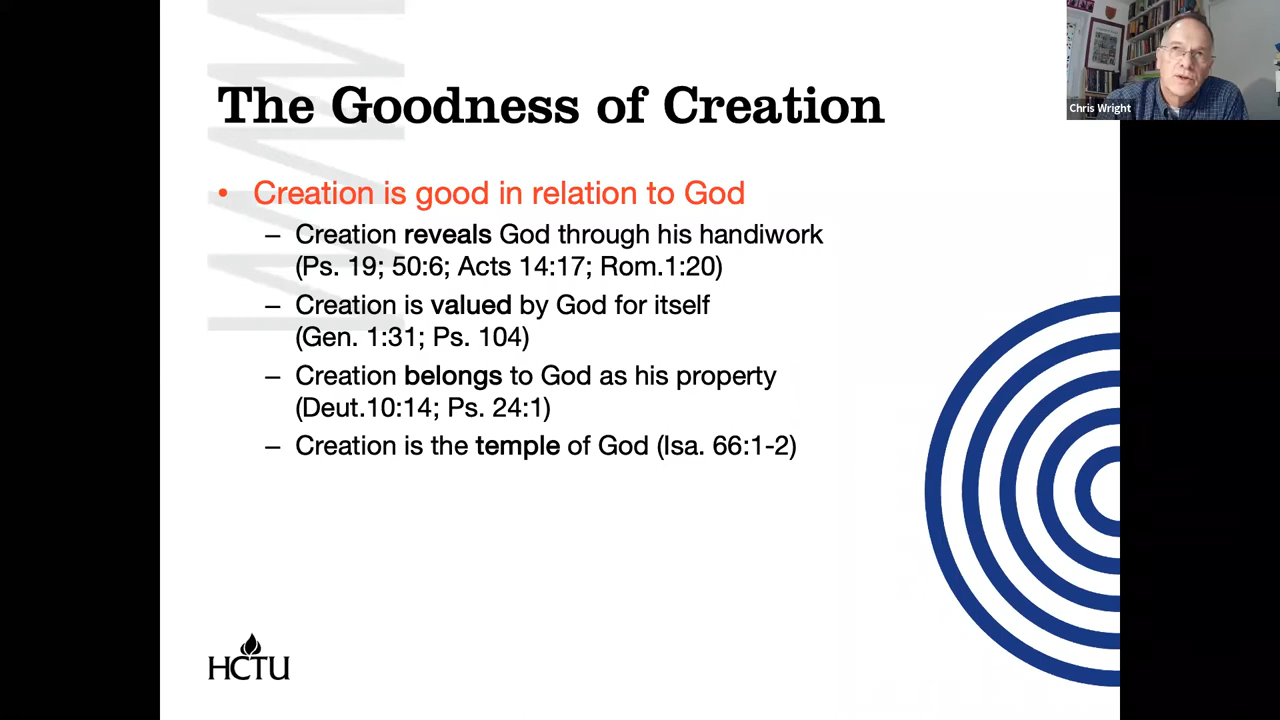 The Goodness of Creation
• Creation is good in relation to God
– Creation reveals God through his handiwork
(Ps. 19; 50:6; Acts 14:17; Rom.1:20)
– Creation is valued by God for itself
(Gen. 1:31; Ps. 104)
– Creation belongs to God as his property
(Deut.10:14; Ps. 24:1)
– Creation is the temple of God (Isa. 66:1-2)
HCTU
Chris Wright